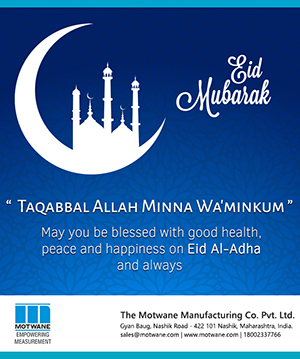 Eid
Mubarak
“ Taqabbal Allah Minna Wa'minkum ”
May you be blessed with good health,
peace and happiness on Eid Al-Adha
and always
MOTWANE
EMPOWERING
MEASUREMENT
The Motwane Manufacturing Co. Pvt. Ltd.
Gyan Baug, Nashik Road - 422 101 Nashik, Maharashtra, India.
sales@motwane.com | www.motwane.com | 18002337766